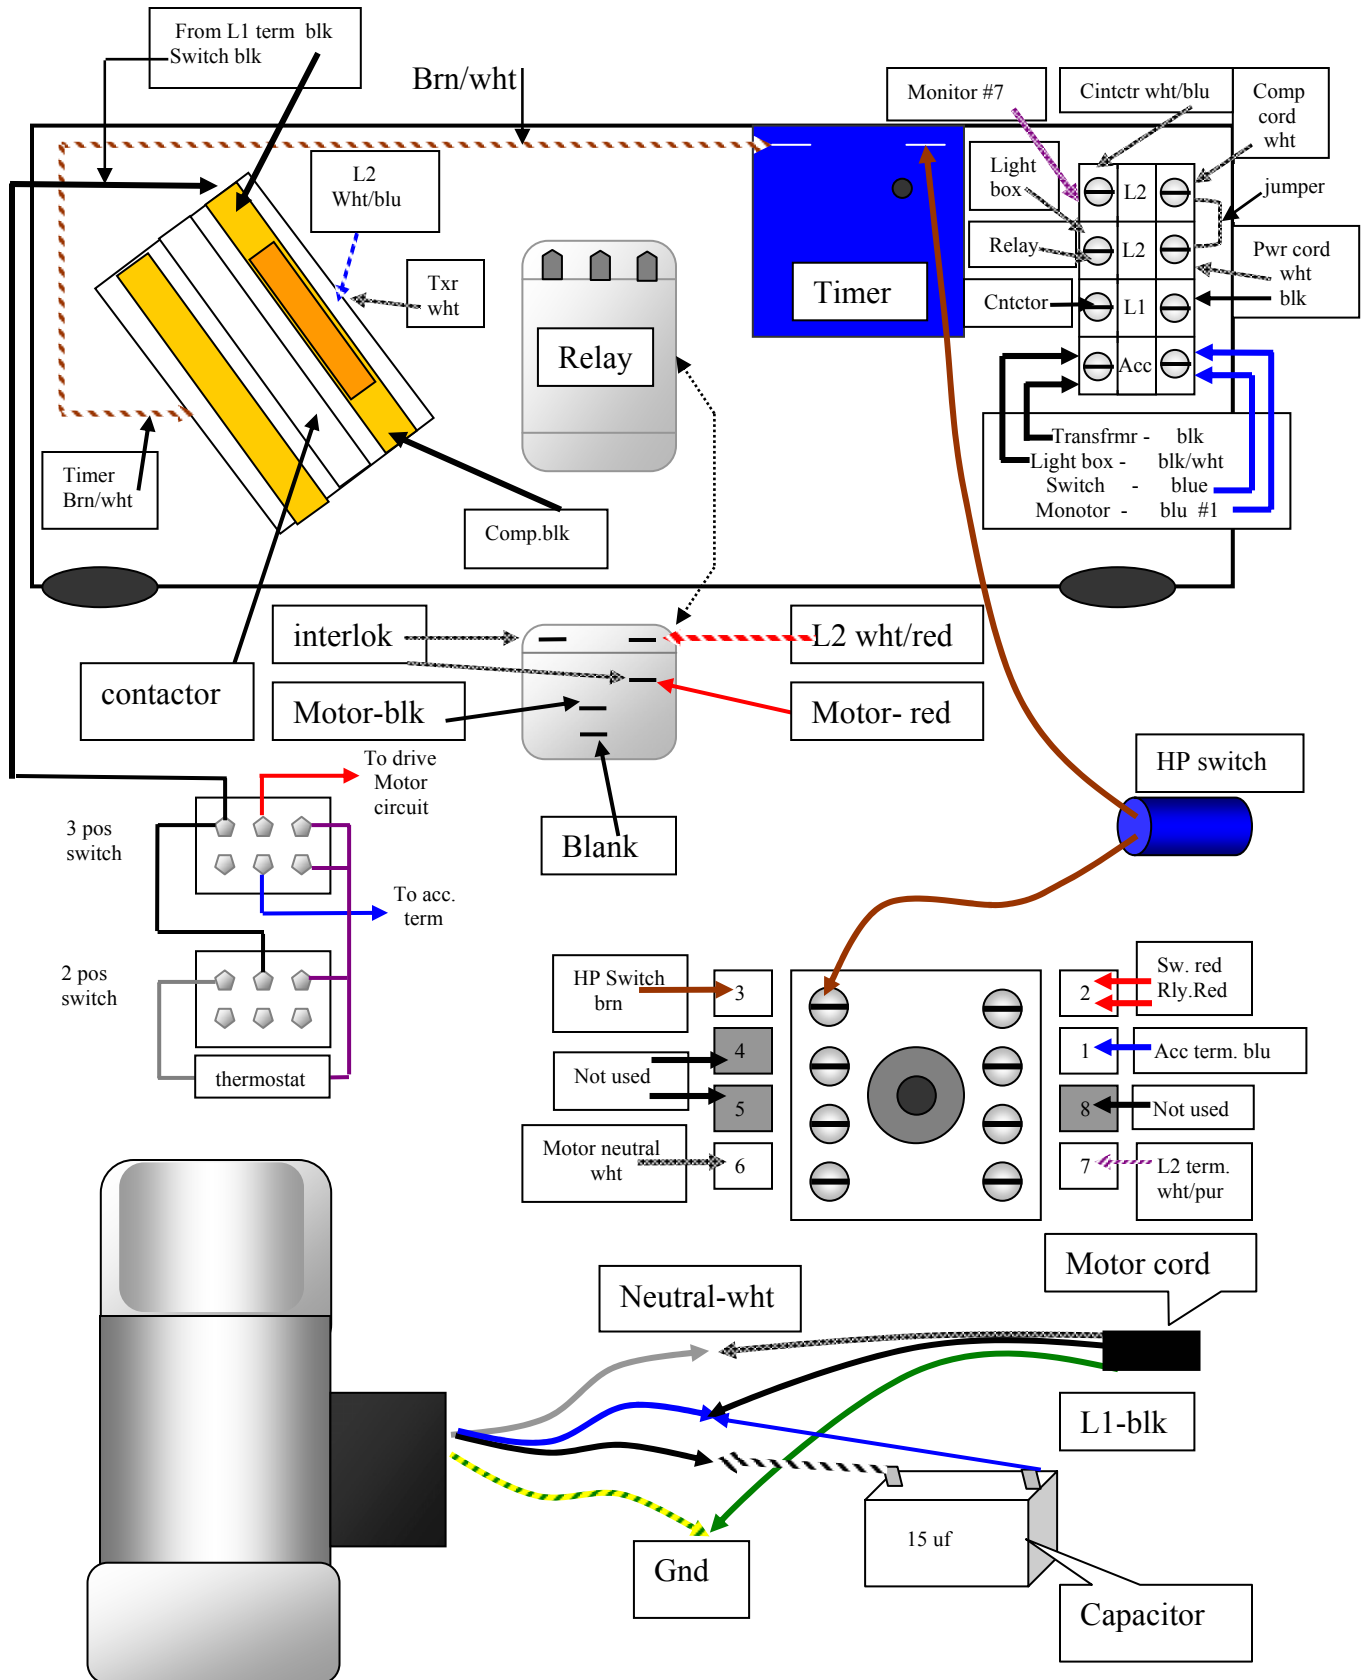 From L1 term  blk
Switch blk
Brn/wht
Monitor #7
Cintctr wht/blu
Comp
cord
wht
L2
Wht/blu
Light
box
L2
jumper
Relay
L2
Pwr cord
wht
blk
Txr
wht
Timer
Cntctor
L1
Relay
Acc
Transfrmr -    blk
Light box -    blk/wht
Switch    -    blue
Monotor  -    blu  #1
Timer
Brn/wht
Comp.blk
interlok
L2 wht/red
contactor
Motor-blk
Motor- red
To drive
Motor
circuit
HP switch
3 pos
switch
Blank
To acc.
term
2 pos
switch
HP Switch
brn
3
2
Sw. red
Rly.Red
4
1
Acc term. blu
Not used
thermostat
5
8
Not used
Motor neutral
wht
6
7
L2 term.
wht/pur
Motor cord
Neutral-wht
L1-blk
15 uf
Gnd
Capacitor